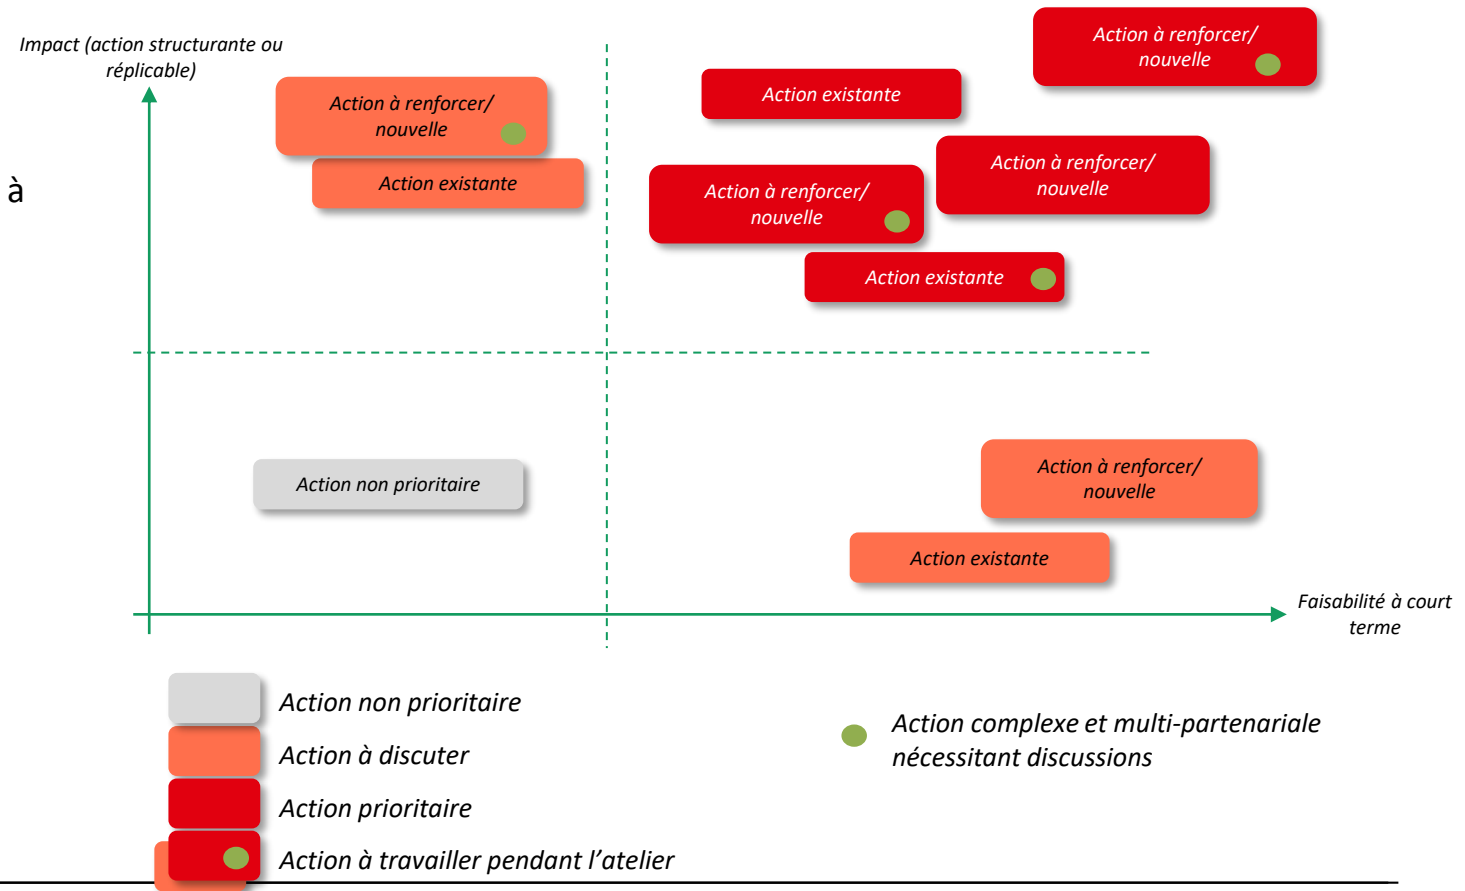 Impact (action structurante ou
réplicable)
Action à renforcer/
nouvelle
Action existante
à
Action à renforcer/
nouvelle
Action existante
Action à renforcer/
nouvelle
Action à renforcer/
nouvelle
Action existante
Action non prioritaire
Action à renforcer/
nouvelle
Action existante
Faisabilité à court
terme
Action non prioritaire
Action à discuter
Action prioritaire
Action à travailler pendant l’atelier
Action complexe et multi-partenariale
nécessitant discussions